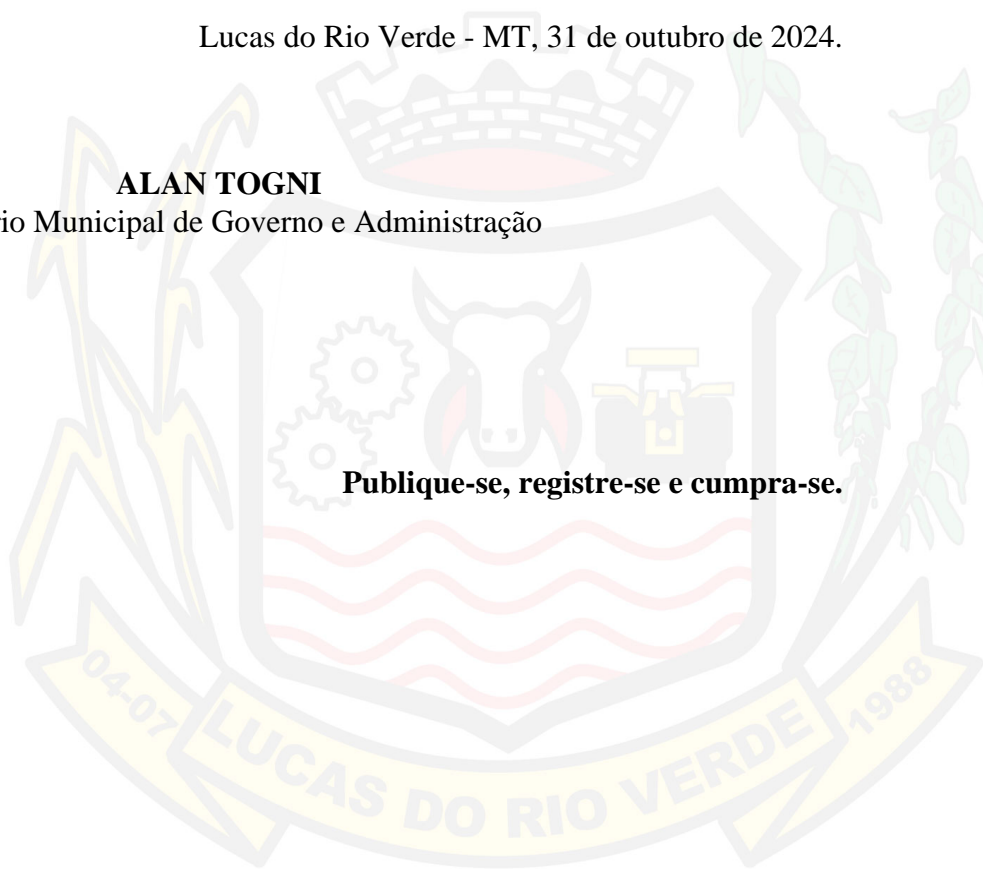 Lucas do Rio Verde - MT, 31 de outubro de 2024.
ALAN TOGNI
io Municipal de Governo e Administração
Publique-se, registre-se e cumpra-se.
04-07 LUCAS DO RIO VERDE 1988